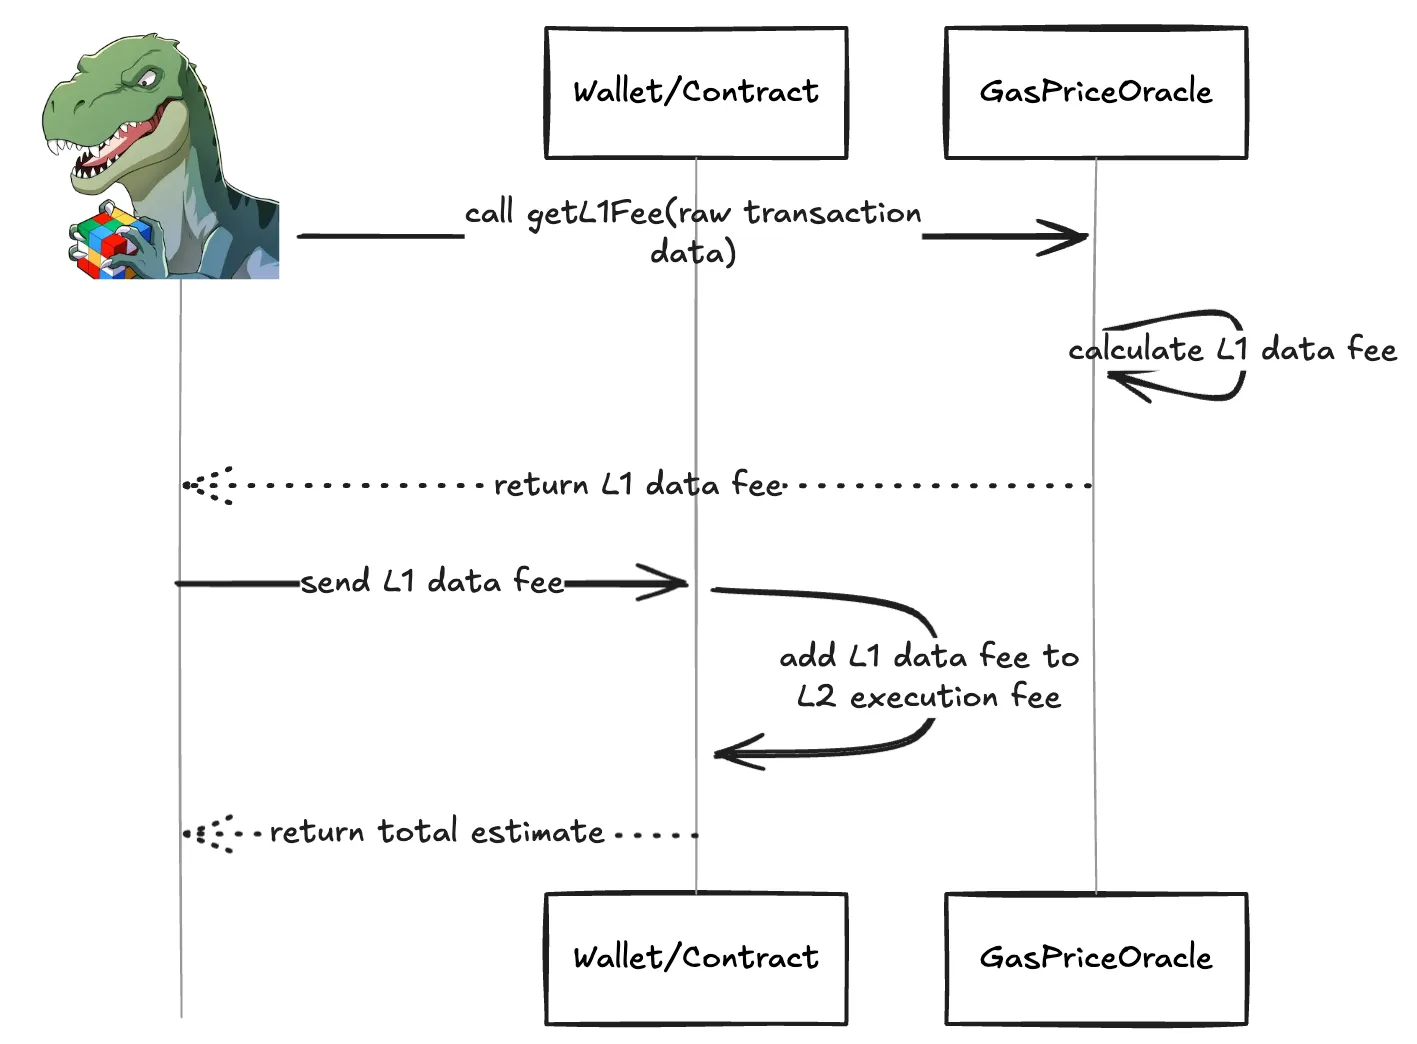 Wallet/Contract
GasPriceOracle
call getL1Fee(raw transaction
data)
calculate L1 data fee
return L1 data fee
send L1 data fee
add L1 data fee to
L2 execution fee
return total estimate
Wallet/Contract
GasPriceOracle